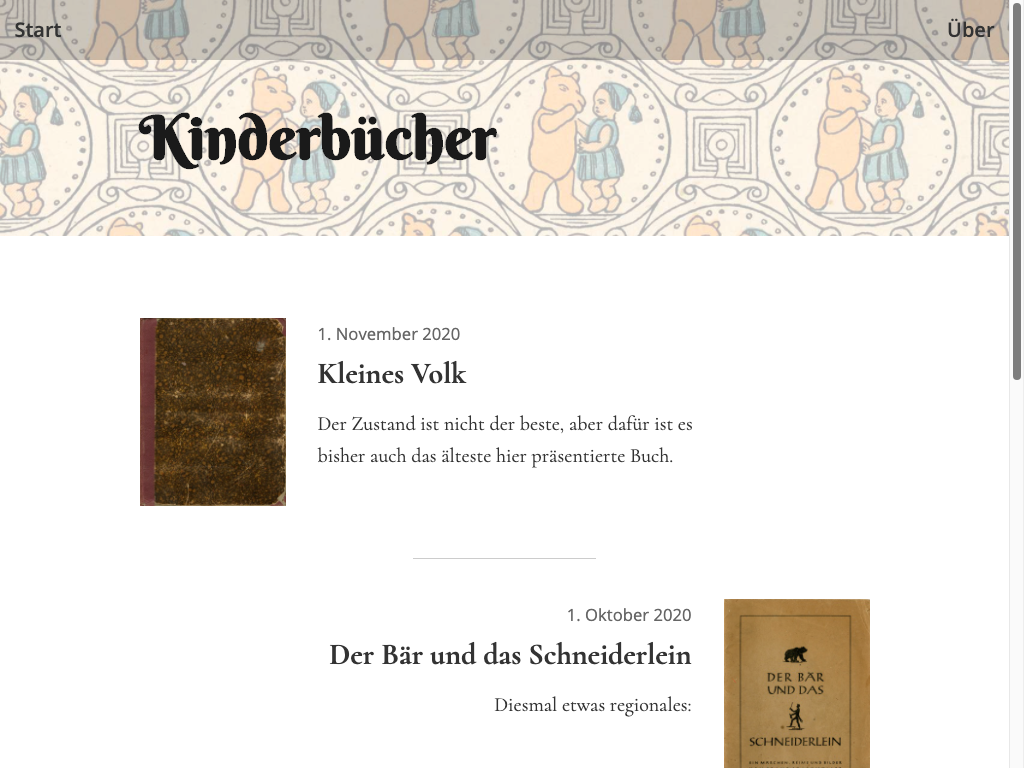 Start
Über
Kinderbücher
1. November 2020
Kleines Volk
Der Zustand ist nicht der beste, aber dafür ist es
bisher auch das älteste hier präsentierte Buch.
1. Oktober 2020
Der Bär und das Schneiderlein
Diesmal etwas regionales:
DER BÄR
UND DAS
SCHNEIDERLEIN